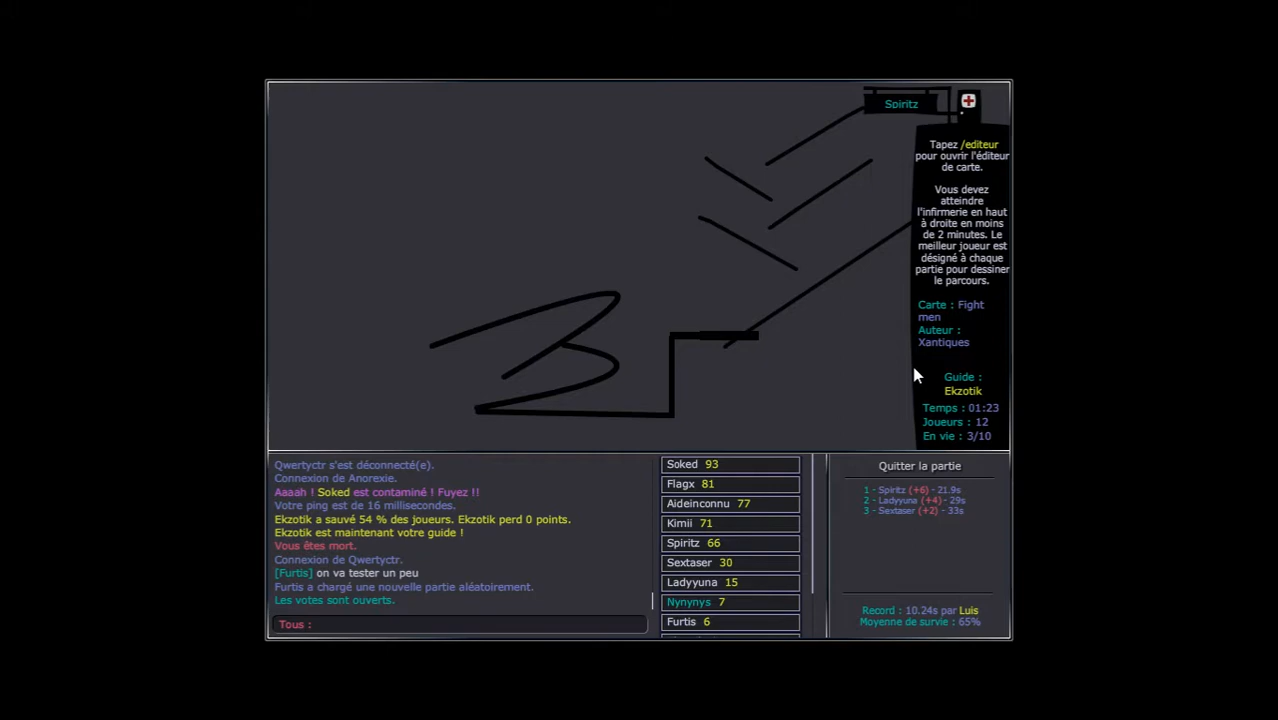 Spiritz
Tapez /editeur
pour ouvrir l'éditeur
de carte.
Vous devez
atteindre
l'infirmerie en haut
à droite en moins
de 2 minutes. Le
meilleur joueur est
désigné à chaque
partie pour dessiner
le parcours.
Carte : Fight
men
Auteur :
Xantiques
Guide :
Ekzotik
Temps : 01:23
Joueurs : 12
En vie : 3/10
Qwertyctr s'est déconnecté(e).
Connexion de Anorexie.
Aaaah ! Soked est contaminé ! Fuyez !!
Votre ping est de 16 millisecondes.
Ekzotik a sauvé 54 % des joueurs. Ekzotik perd 0 points.
Ekzotik est maintenant votre guide !
Vous êtes mort.
Connexion de Qwertyctr.
[Furtis] on va tester un peu
Furtis a chargé une nouvelle partie aléatoirement.
Les votes sont ouverts.
Tous :
Soked 93
Flagx 81
Aideinconnu 77
Kimii 71
Spiritz 66
Sextaser 30
Ladyyuna 15
Nynynys 7
Furtis 6
Quitter la partie
1 - Spiritz (+6) - 21.9s
2 - Ladyyuna (+4) - 29s
3 - Sextaser (+2) - 33s
Record : 10.24s par Luis
Moyenne de survie : 65%